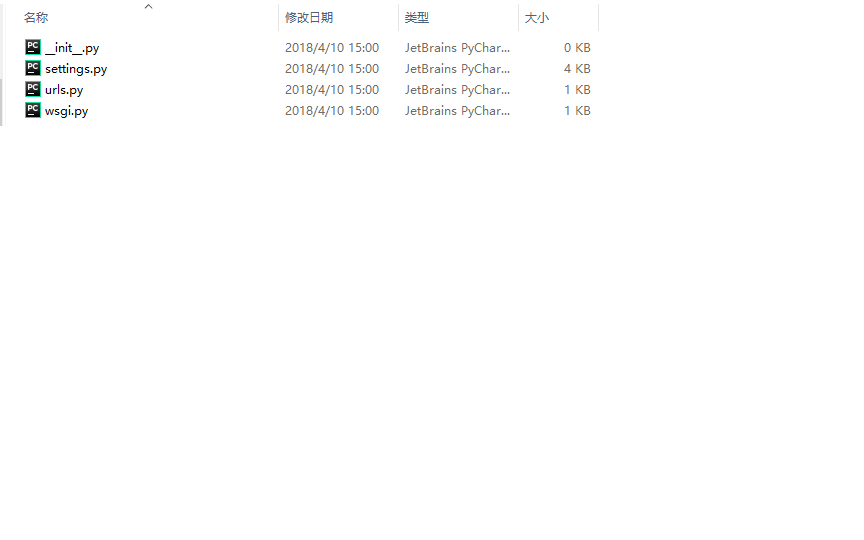 名称 修改日期 类型 大小
__init__.py 2018/4/10 15:00 JetBrains PyChar... 0 KB
settings.py 2018/4/10 15:00 JetBrains PyChar... 4 KB
urls.py 2018/4/10 15:00 JetBrains PyChar... 1 KB
wsgi.py 2018/4/10 15:00 JetBrains PyChar... 1 KB